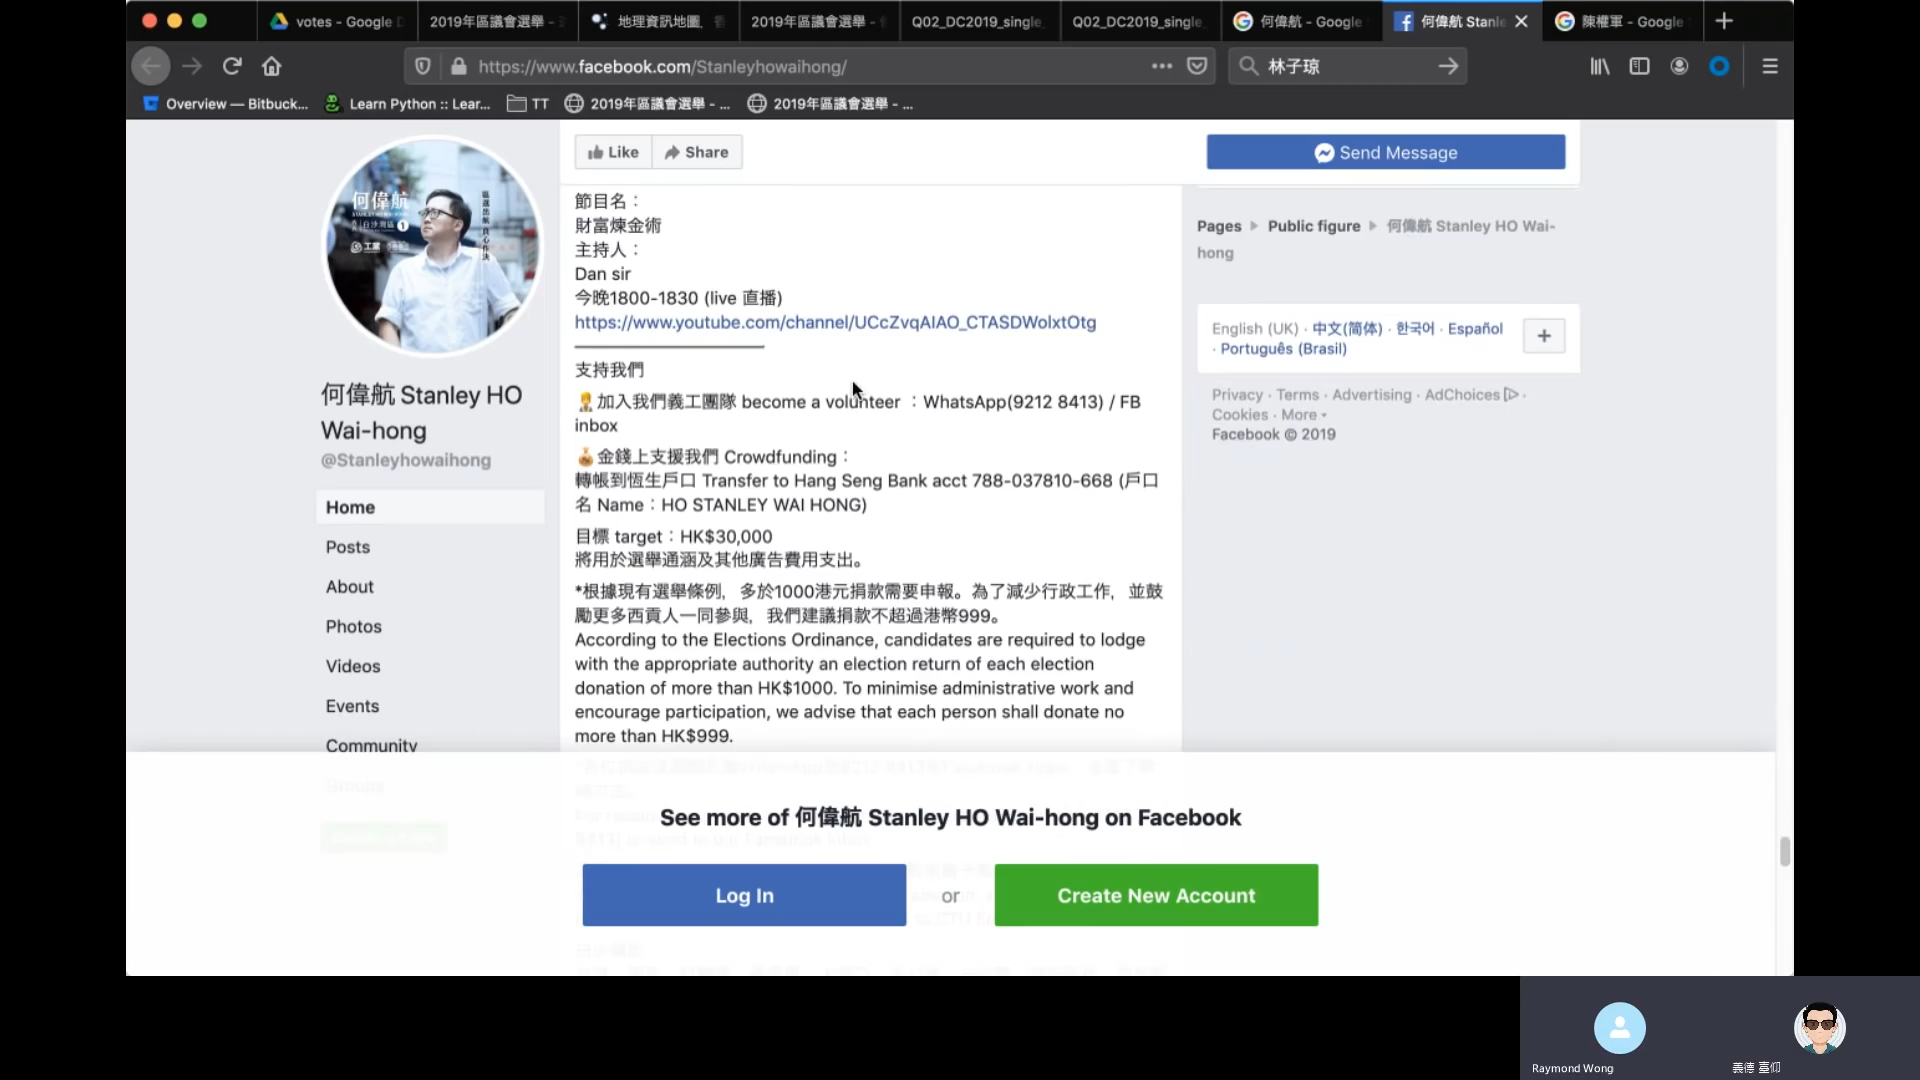 votes - Google
2019年區議會選舉 -
地理資訊地圖,
2019年區議會選舉 -
Q02_DC2019_single_
Q02_DC2019_single_
何偉航 - Google
何偉航 Stanle
陳權軍 - Google
https://www.facebook.com/Stanleyhowaihong/
林子琼
Overview — Bitbuck...
Learn Python :: Lear...
TT
2019年區議會選舉 - ...
2019年區議會選舉 - ...
Like
Share
Send Message
何偉航
何偉航 Stanley HO
Wai-hong
@Stanleyhowaihong
Home
Posts
About
Photos
Videos
Events
Community
節目名：
財富煉金術
主持人：
Dan sir
今晚1800-1830 (live 直播)
https://www.youtube.com/channel/UCcZvqAIAO_CTASDWolxtOtg
支持我們
加入我們義工團隊 become a volunteer ：WhatsApp(9212 8413) / FB
inbox
金錢上支援我們 Crowdfunding：
轉帳到恆生戶口 Transfer to Hang Seng Bank acct 788-037810-668 (戶口
名 Name：HO STANLEY WAI HONG)
目標 target：HK$30,000
將用於選舉通涵及其他廣告費用支出。
*根據現有選舉條例，多於1000港元捐款需要申報。為了減少行政工作，並鼓
勵更多西貢人一同參與，我們建議捐款不超過港幣999。
According to the Elections Ordinance, candidates are required to lodge
with the appropriate authority an election return of each election
donation of more than HK$1000. To minimise administrative work and
encourage participation, we advise that each person shall donate no
more than HK$999.
Pages
Public figure
何偉航 Stanley HO Wai-
hong
English (UK) · 中文(简体) · 한국어 · Español
· Português (Brasil)
Privacy · Terms · Advertising · AdChoices ·
Cookies · More
Facebook © 2019
See more of 何偉航 Stanley HO Wai-hong on Facebook
Log In
or
Create New Account
Raymond Wong